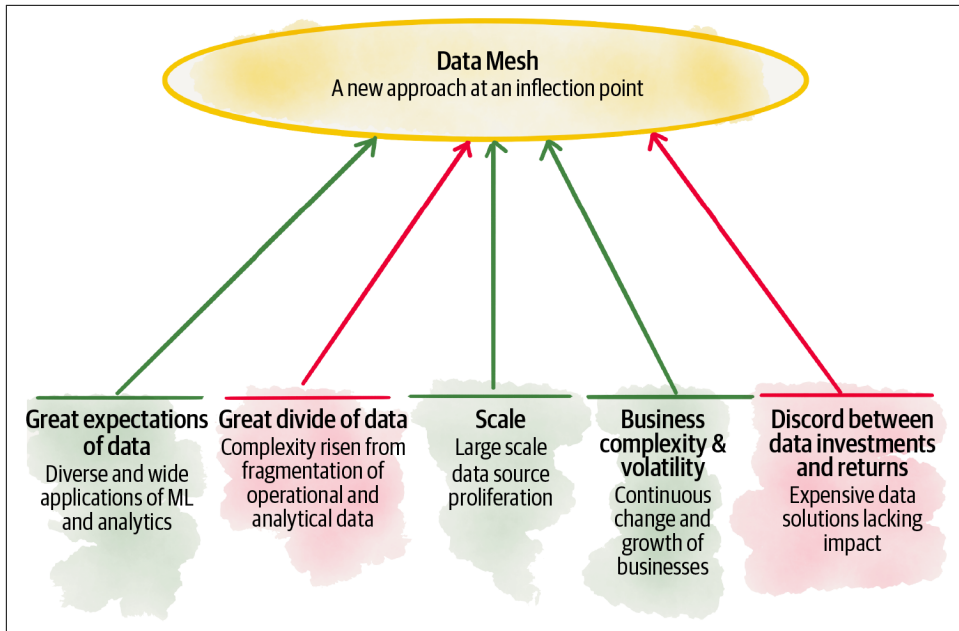 Data Mesh
A new approach at an inflection point
Great expectations
of data
Diverse and wide
applications of ML
and analytics
Great divide of data
Complexity risen from
fragmentation of
operational and
analytical data
Scale
Large scale
data source
proliferation
Business
complexity &
volatility
Continuous
change and
growth of
businesses
Discord between
data investments
and returns
Expensive data
solutions lacking
impact